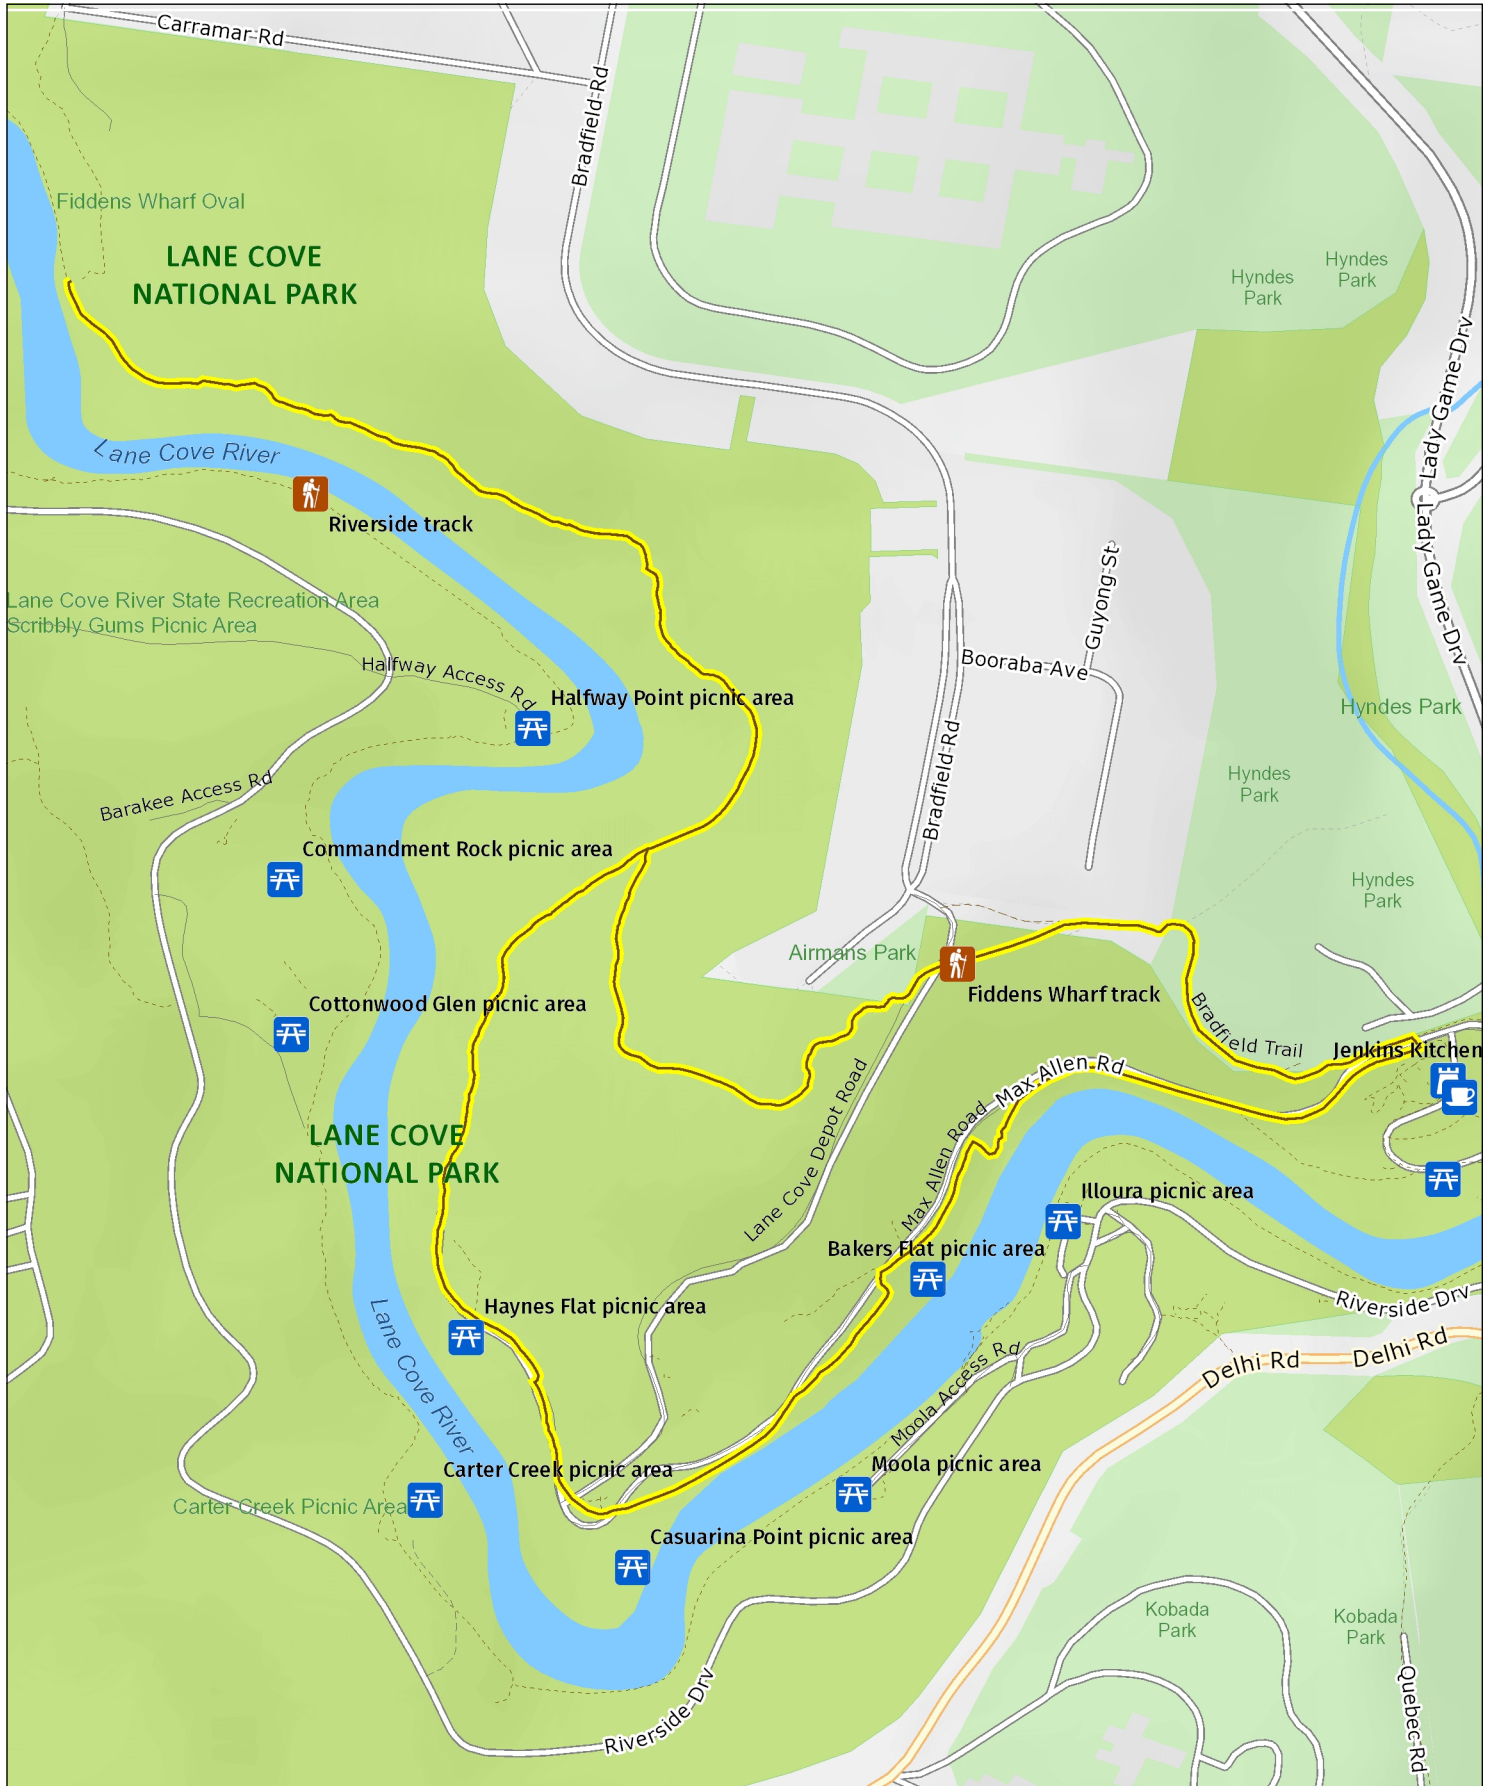 Carramar Rd
Bradfield Rd
Fiddens Wharf Oval
LANE COVE
NATIONAL PARK
Hyndes
Park
Hyndes
Park
Lady Game Drv
Lane Cove River
Riverside track
Lady Game Drv
Lane Cove River State Recreation Area
Scribbly Gums Picnic Area
Guyong St
Booraba Ave
Halfway Access Rd
Halfway Point picnic area
Hyndes Park
Bradfield Rd
Hyndes
Park
Barakee Access Rd
Commandment Rock picnic area
Hyndes
Park
Airmans Park
Fiddens Wharf track
Cottonwood Glen picnic area
Bradfield Trail
Jenkins Kitchen
Max Allen Rd
Lane Cove Depot Road
Max Allen Road
LANE COVE
NATIONAL PARK
Illoura picnic area
Bakers Flat picnic area
Haynes Flat picnic area
Riverside Drv
Delhi Rd
Delhi Rd
Lane Cove River
Moola Access Rd
Carter Creek picnic area
Moola picnic area
Carter Creek Picnic Area
Casuarina Point picnic area
Kobada
Park
Kobada
Park
Riverside Drv
Quebec Rd